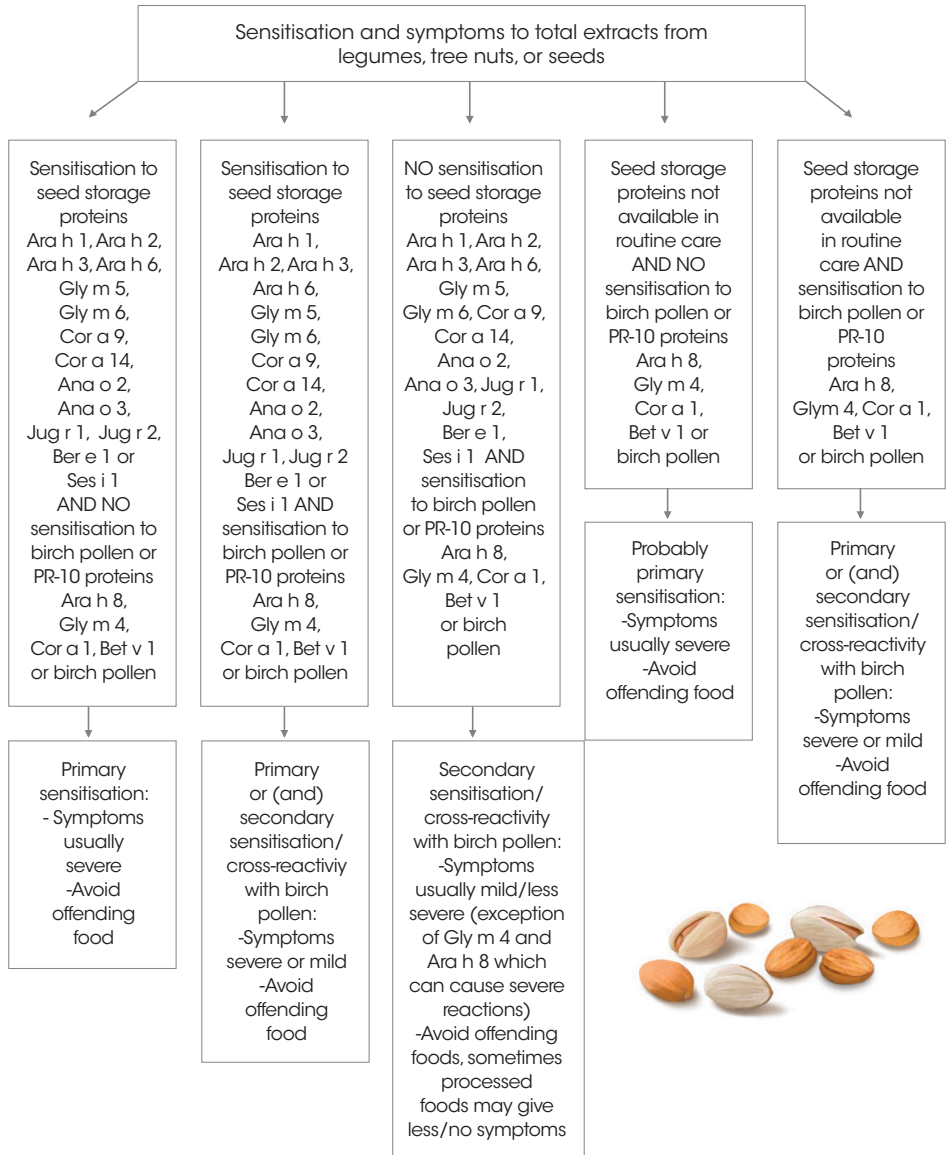 Sensitisation and symptoms to total extracts from
legumes, tree nuts, or seeds
Sensitisation to
seed storage
proteins
Ara h 1, Ara h 2,
Ara h 3, Ara h 6,
Gly m 5,
Gly m 6,
Cor a 9,
Cor a 14,
Ana o 2,
Ana o 3,
Jug r 1, Jug r 2,
Ber e 1 or
Ses i 1
AND NO
sensitisation to
birch pollen or
PR-10 proteins
Ara h 8,
Gly m 4,
Cor a 1, Bet v 1
or birch pollen
Sensitisation to
seed storage
proteins
Ara h 1,
Ara h 2, Ara h 3,
Ara h 6,
Gly m 5,
Gly m 6,
Cor a 9,
Cor a 14,
Ana o 2,
Ana o 3,
Jug r 1, Jug r 2
Ber e 1 or
Ses i 1 AND
sensitisation to
birch pollen or
PR-10 proteins
Ara h 8,
Gly m 4,
Cor a 1, Bet v 1
or birch pollen
NO sensitisation
to seed storage
proteins
Ara h 1, Ara h 2,
Ara h 3, Ara h 6,
Gly m 5,
Gly m 6, Cor a 9,
Cor a 14,
Ana o 2,
Ana o 3, Jug r 1,
Jug r 2,
Ber e 1,
Ses i 1 AND
sensitisation
to birch pollen
or PR-10 proteins
Ara h 8,
Gly m 4, Cor a 1,
Bet v 1
or birch
pollen
Seed storage
proteins not
available in
routine care
AND NO
sensitisation to
birch pollen or
PR-10 proteins
Ara h 8,
Gly m 4,
Cor a 1,
Bet v 1 or
birch pollen
Seed storage
proteins not
available
in routine
care AND
sensitisation to
birch pollen or
PR-10
proteins
Ara h 8,
Glym 4, Cor a 1,
Bet v 1
or birch pollen
Primary
sensitisation:
- Symptoms
usually
severe
-Avoid
offending
food
Primary
or (and)
secondary
sensitisation/
cross-reactiviy
with birch
pollen:
-Symptoms
severe or mild
-Avoid
offending
food
Secondary
sensitisation/
cross-reactivity
with birch pollen:
-Symptoms
usually mild/less
severe (exception
of Gly m 4 and
Ara h 8 which
can cause severe
reactions)
-Avoid offending
foods, sometimes
processed
foods may give
less/no symptoms
Probably
primary
sensitisation:
-Symptoms
usually severe
-Avoid
offending food
Primary
or (and)
secondary
sensitisation/
cross-reactivity
with birch
pollen:
-Symptoms
severe or mild
-Avoid
offending food